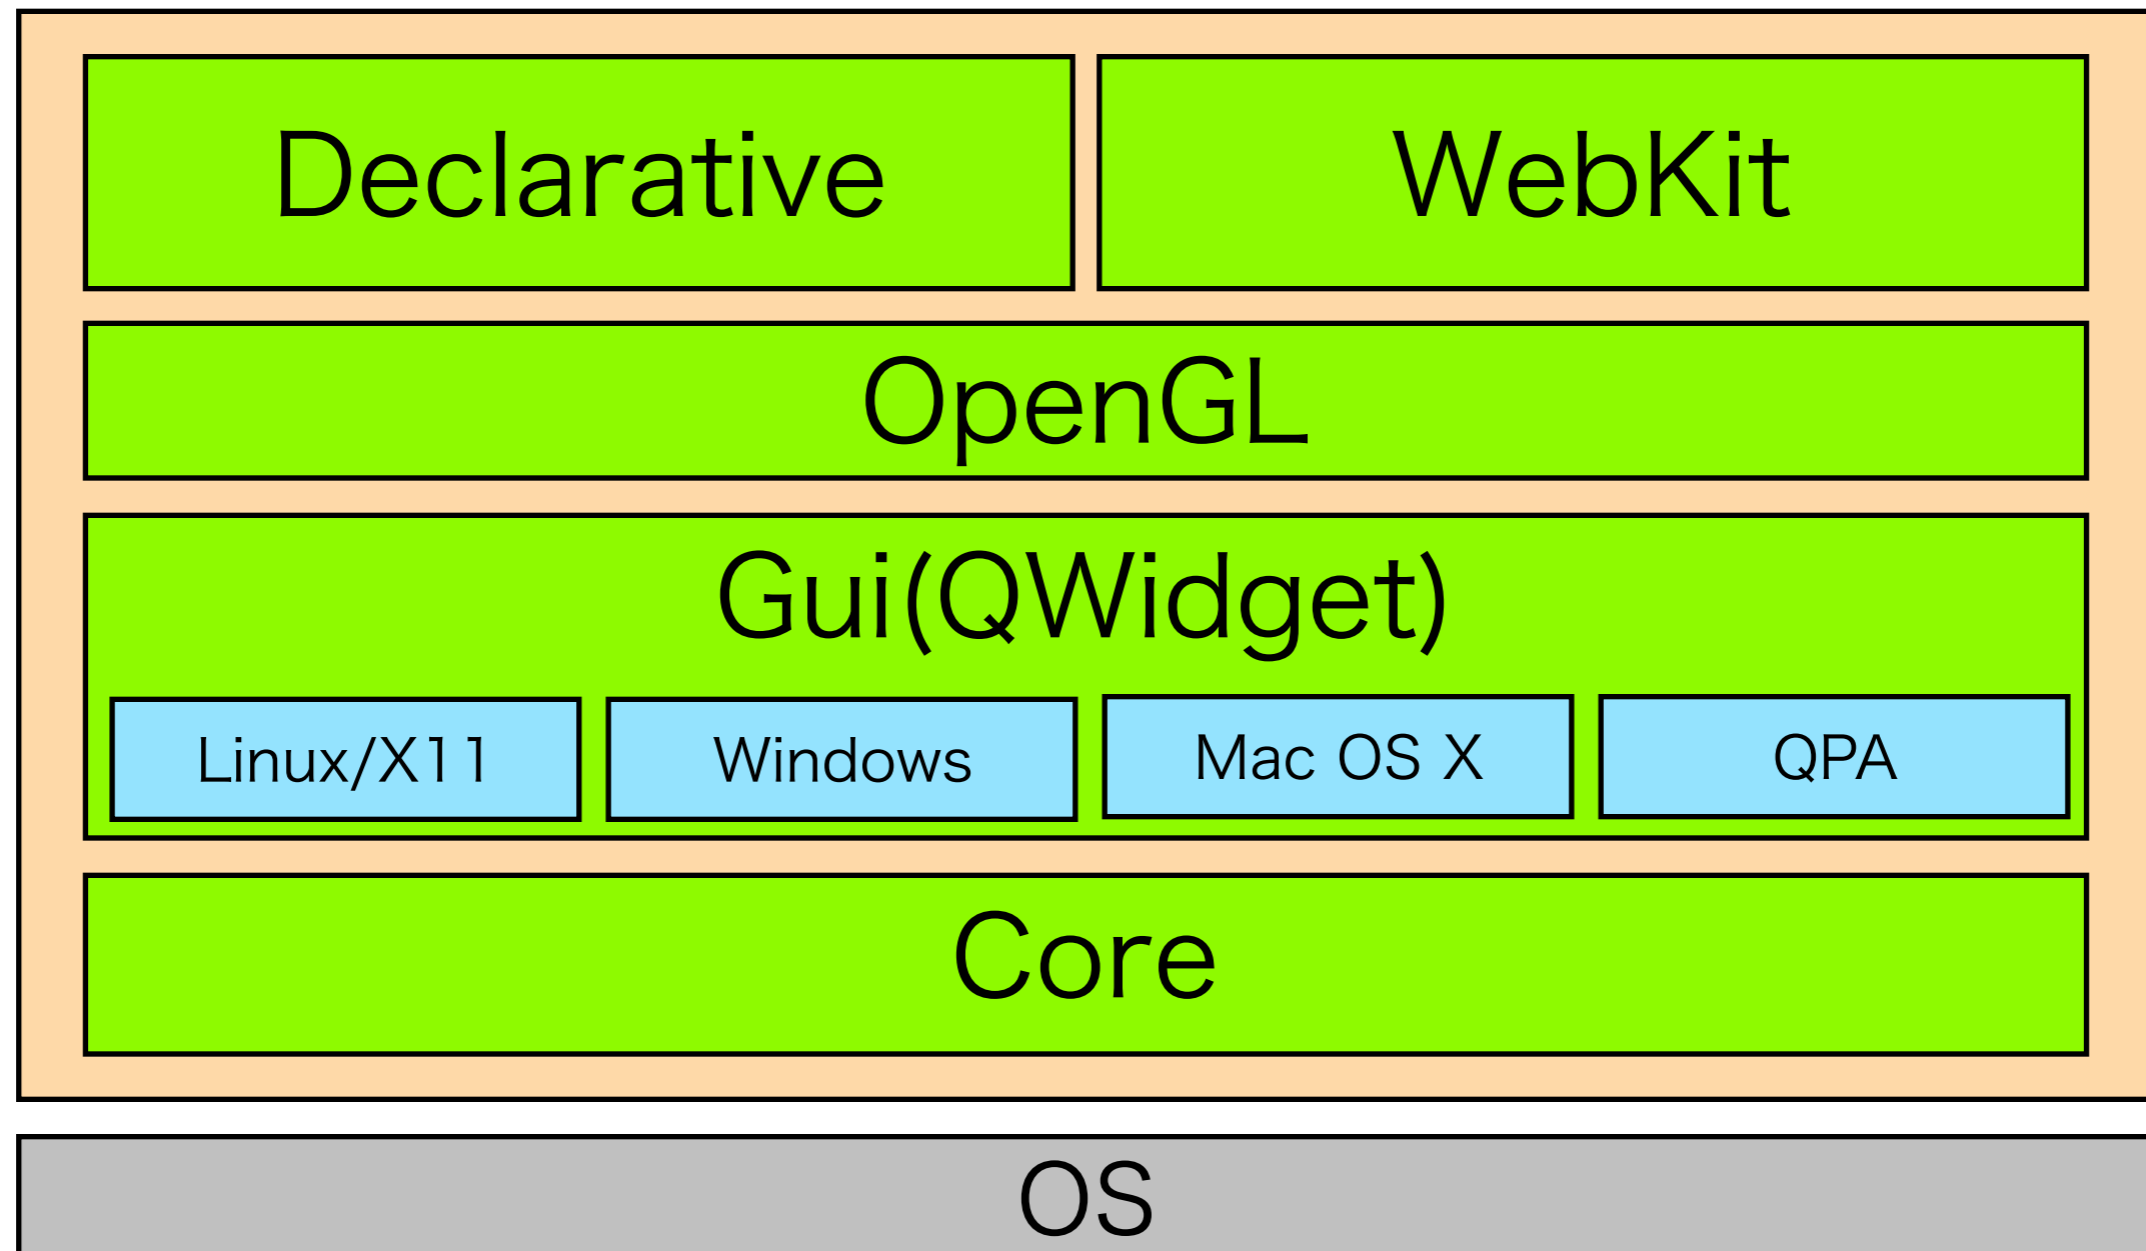 Declarative
WebKit
OpenGL
Gui(QWidget)
Linux/X11
Windows
Mac OS X
QPA
Core
OS